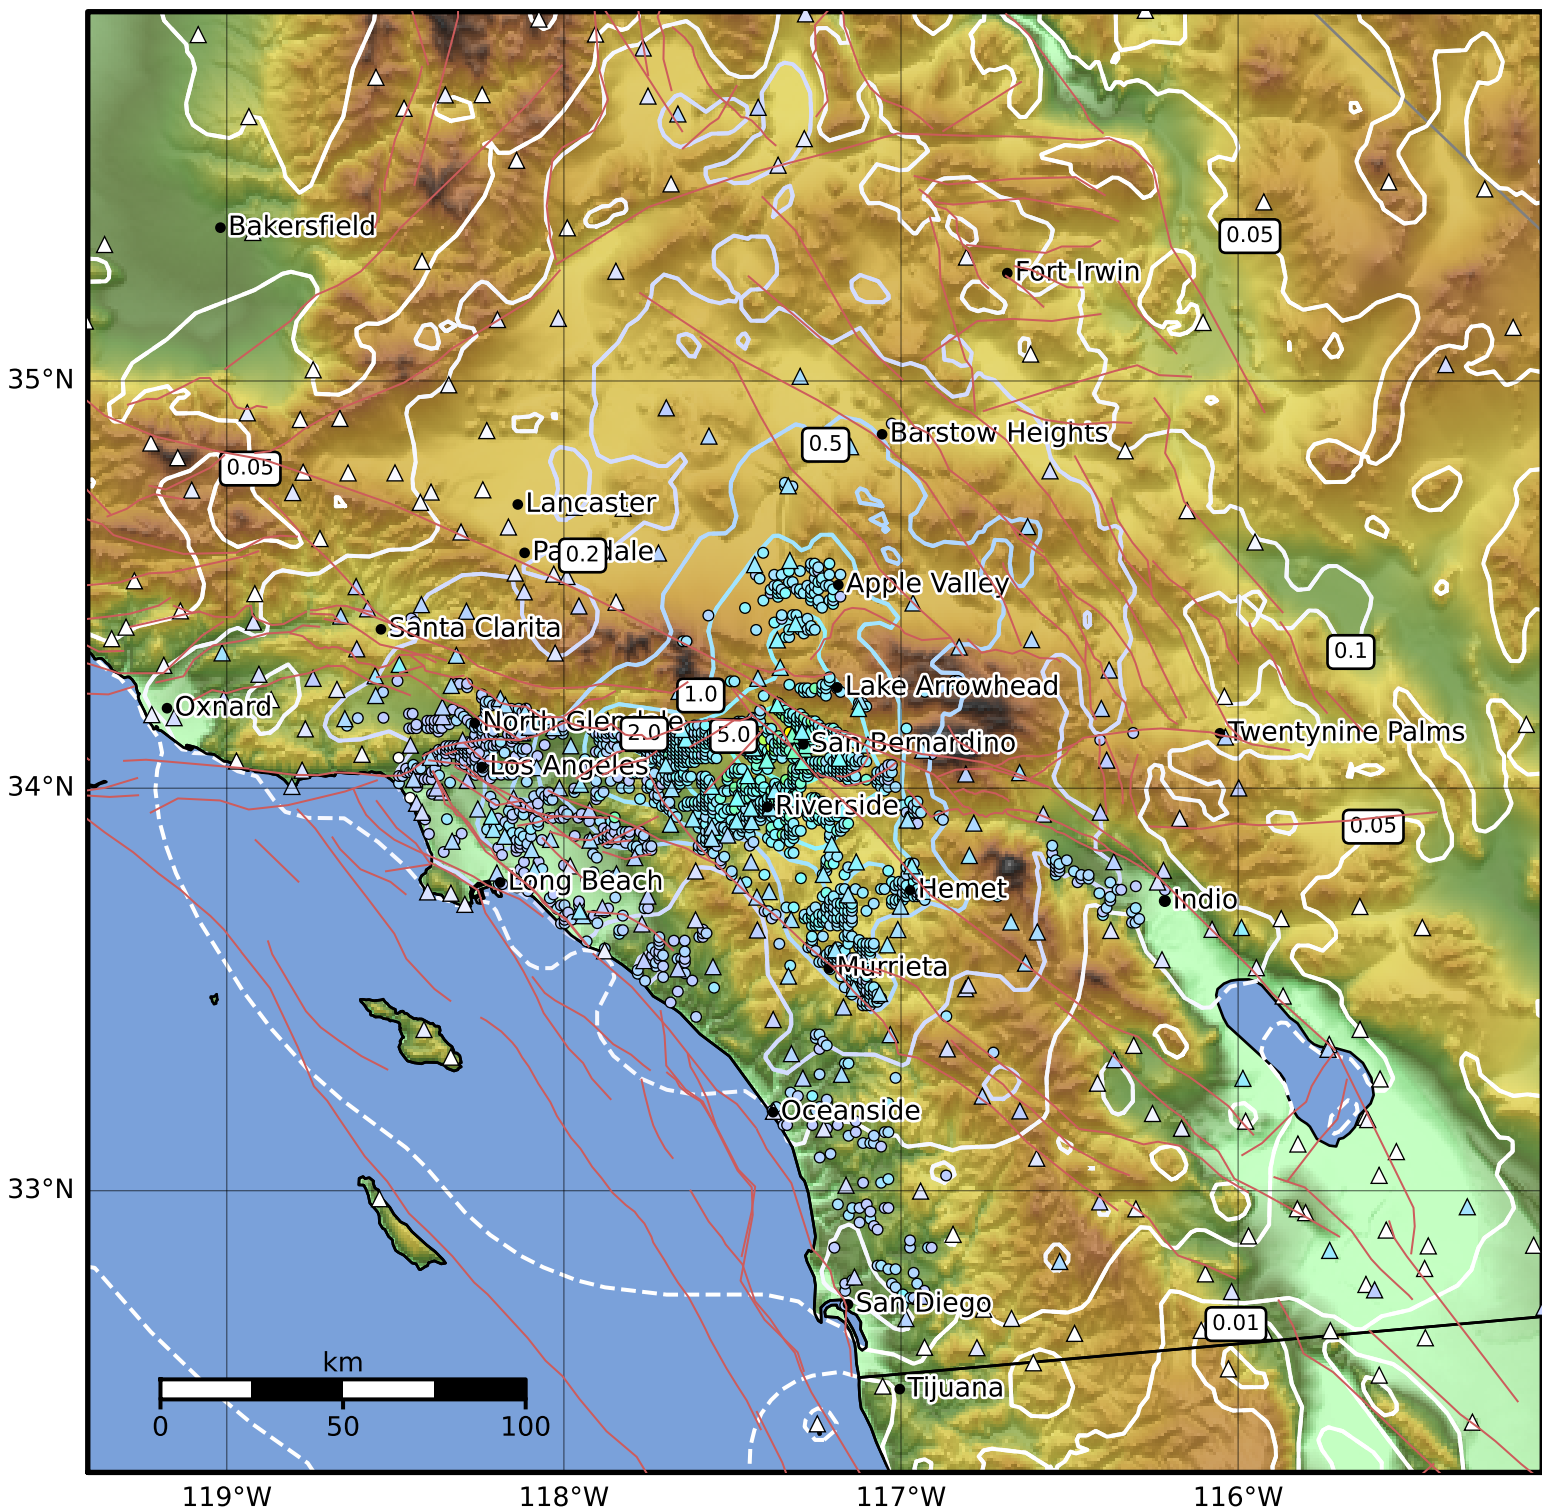 Bakersfield
0.05
Fort Irwin
35°N
0.5
Barstow Heights
0.05
Lancaster
0.2
Apple Valley
Santa Clarita
0.1
Lake Arrowhead
1.0
Oxnard
North Glendale
2.0
5.0
San Bernardino
Twentynine Palms
Los Angeles
34°N
Riverside
0.05
Long Beach
Hemet
Indio
Murrieta
Oceanside
33°N
San Diego
0.01
km
Tijuana
0 50 100
119°W 118°W 117°W 116°W